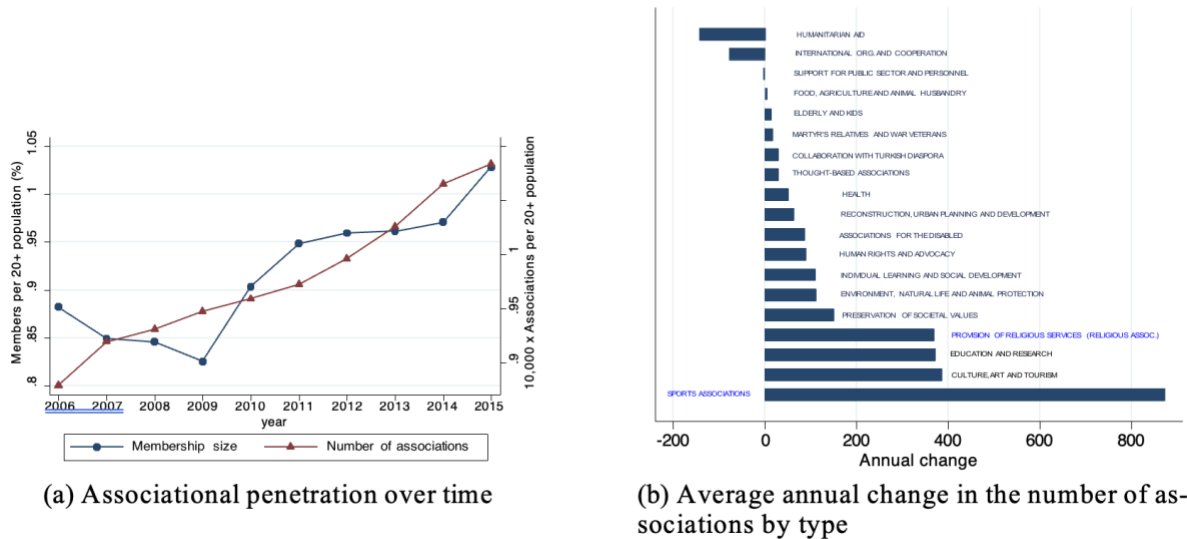 Members per 20+ population (%)
1.05
1
.95
.9
.85
.8
10,000 x Associations per 20+ population
1
.95
.9
2006 2007 2008 2009 2010 2011 2012 2013 2014 2015
year
Membership size Number of associations
(a) Associational penetration over time
HUMANITARIAN AID
INTERNATIONAL ORG. AND COOPERATION
SUPPORT FOR PUBLIC SECTOR AND PERSONNEL
FOOD, AGRICULTURE AND ANIMAL HUSBANDRY
ELDERLY AND KIDS
MARTYR'S RELATIVES AND WAR VETERANS
COLLABORATION WITH TURKISH DIASPORA
THOUGHT-BASED ASSOCIATIONS
HEALTH
RECONSTRUCTION, URBAN PLANNING AND DEVELOPMENT
ASSOCIATIONS FOR THE DISABLED
HUMAN RIGHTS AND ADVOCACY
INDIVIDUAL LEARNING AND SOCIAL DEVELOPMENT
ENVIRONMENT, NATURAL LIFE AND ANIMAL PROTECTION
PRESERVATION OF SOCIETAL VALUES
PROVISION OF RELIGIOUS SERVICES (RELIGIOUS ASSOC.)
EDUCATION AND RESEARCH
CULTURE, ART AND TOURISM
SPORTS ASSOCIATIONS
-200 0 200 400 600 800
Annual change
(b) Average annual change in the number of as-
sociations by type